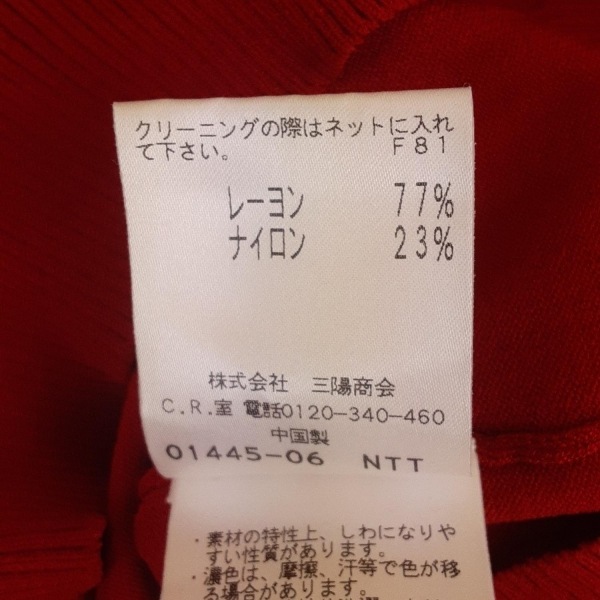 クリーニングの際はネットに入れ
て下さい。 F81
レーヨン 77%
ナイロン 23%
株式会社 三陽商会
C.R.室 電話0120-340-460
中国製
01445-06 NTT
・素材の特性上、しわになりや
すい性質があります。
・濃色は、摩擦、汗等で色が移
る場合があります。